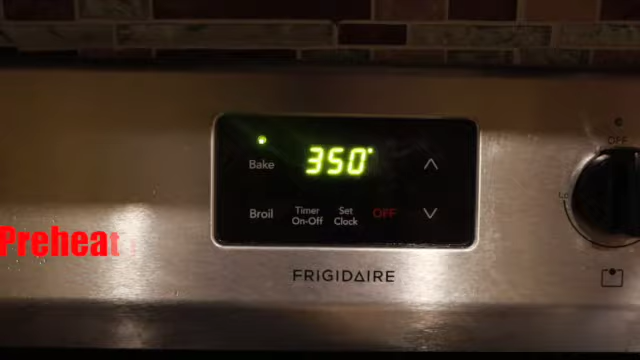 OFF
Bake 350°
Broil Timer On-Off Set Clock OFF
Preheat
FRIGIDAIRE